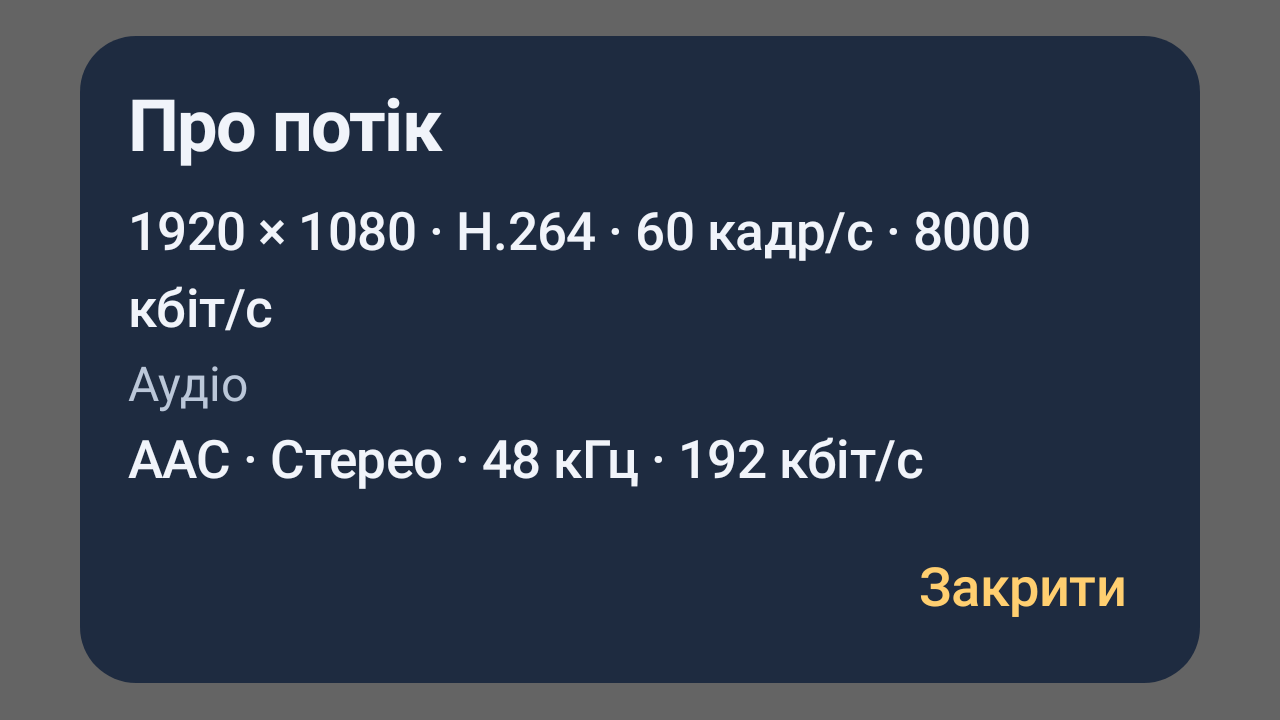 Про потік
1920 × 1080 · H.264 · 60 кадр/с · 8000
кбіт/с
Аудіо
AAC · Стерео · 48 кГц · 192 кбіт/с
Закрити